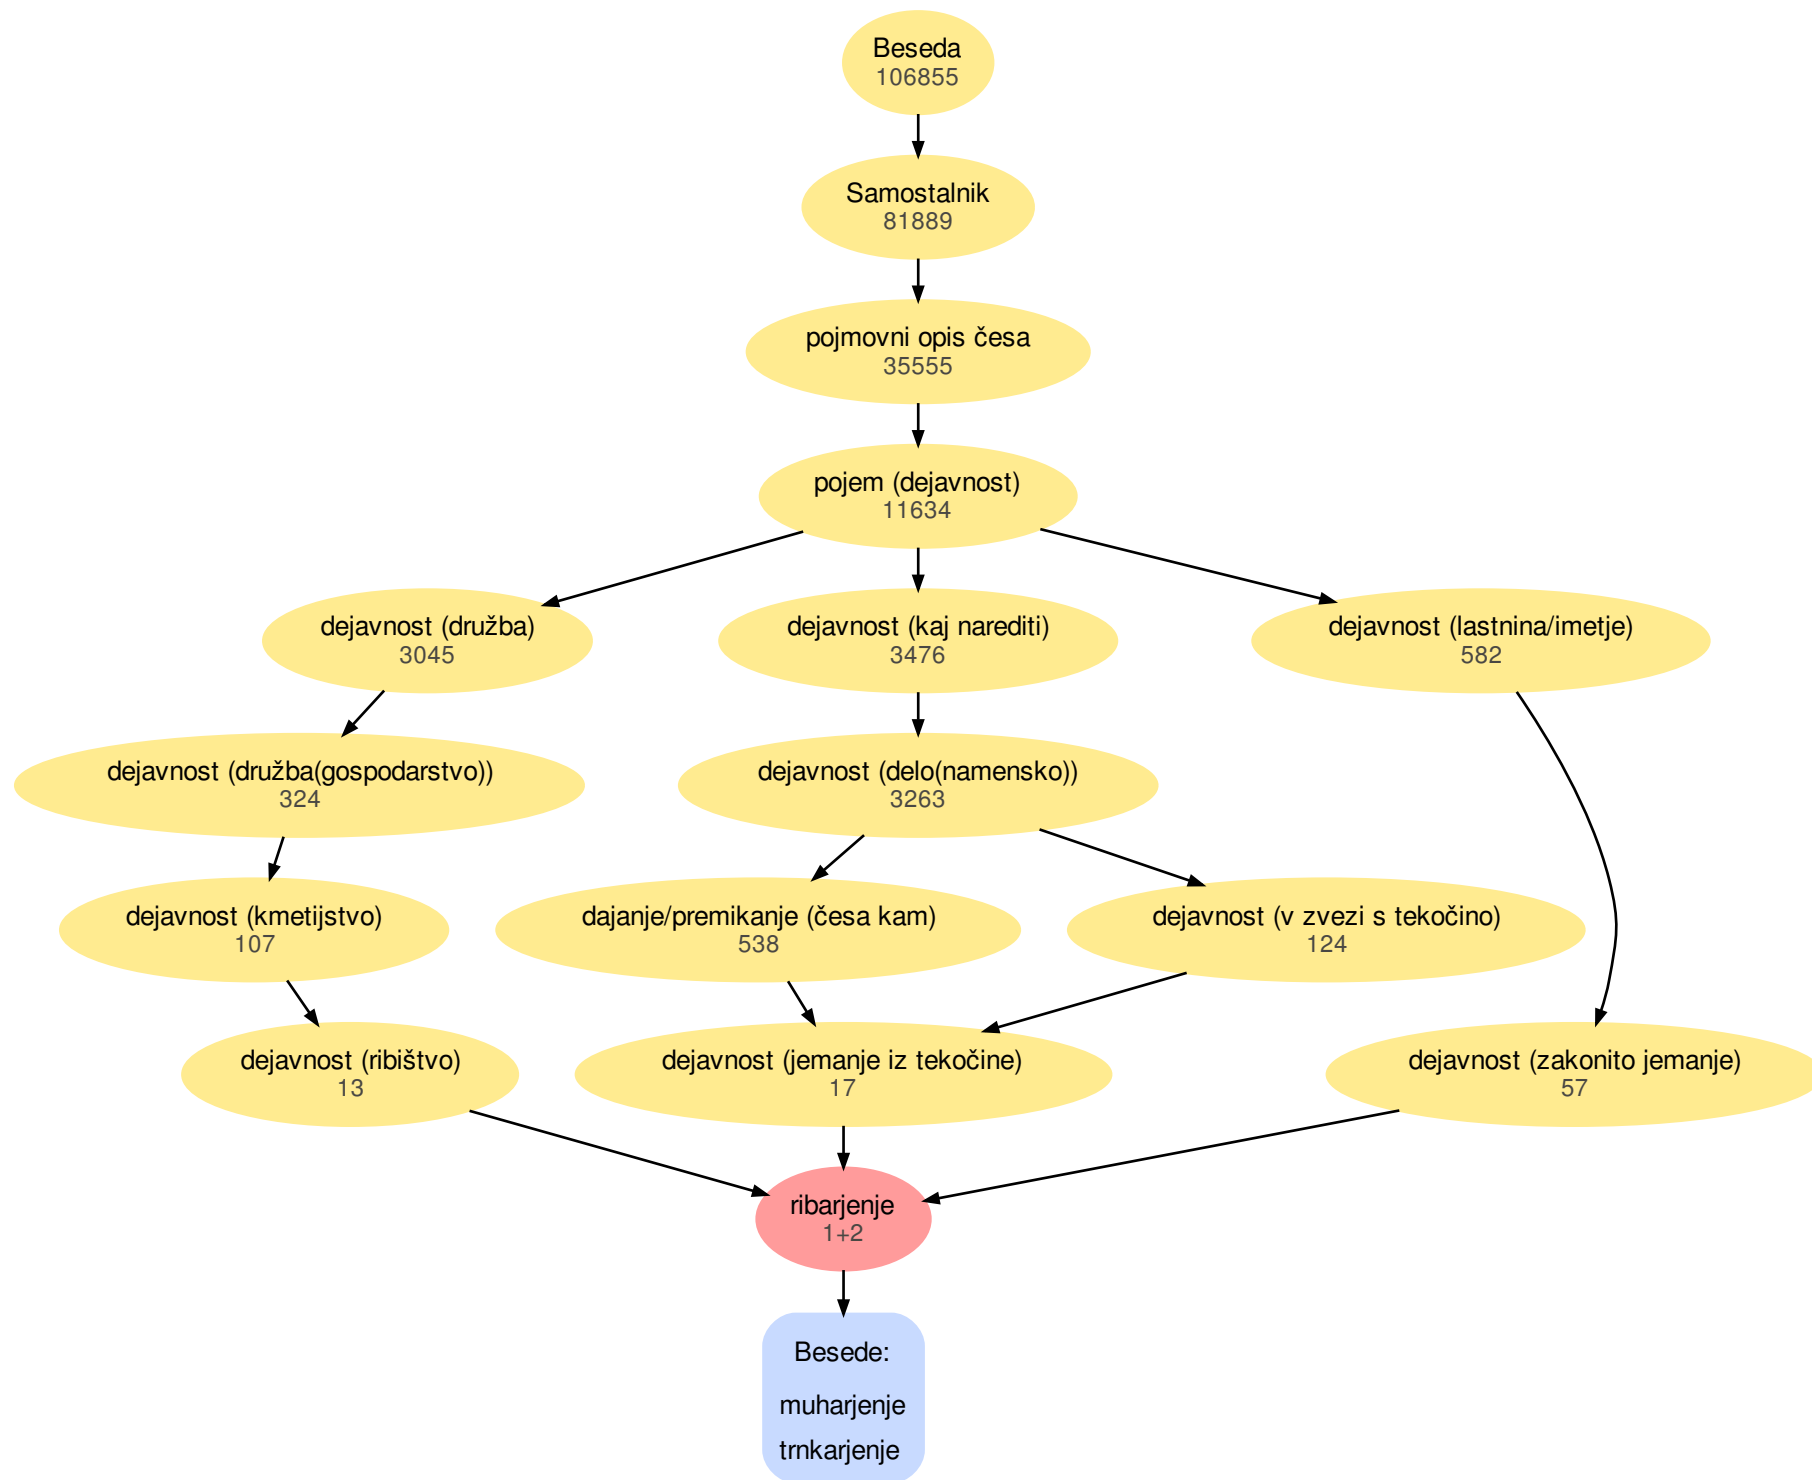 Beseda
106855
Samostalnik
81889
pojmovni opis česa
35555
pojem (dejavnost)
11634
dejavnost (družba)
3045
dejavnost (kaj narediti)
3476
dejavnost (lastnina/imetje)
582
dejavnost (družba(gospodarstvo))
324
dejavnost (delo(namensko))
3263
dejavnost (kmetijstvo)
107
dajanje/premikanje (česa kam)
538
dejavnost (v zvezi s tekočino)
124
dejavnost (ribištvo)
13
dejavnost (jemanje iz tekočine)
17
dejavnost (zakonito jemanje)
57
ribarjenje
1+2
Besede:
muharjenje
trnkarjenje